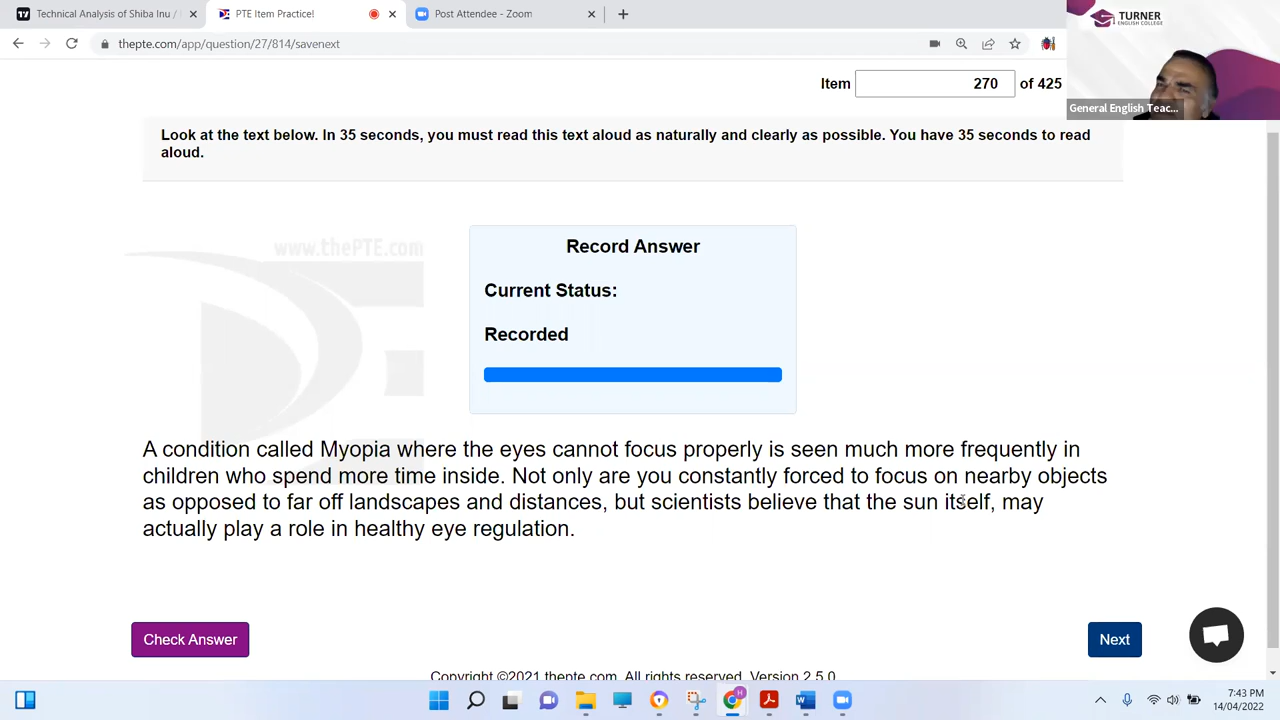 Technical Analysis of Shiba Inu /
PTE Item Practice!
Post Attendee - Zoom
thepte.com/app/question/27/814/savenext
TURNER
ENGLISH COLLEGE
General English Teac...
Item 270 of 425
Look at the text below. In 35 seconds, you must read this text aloud as naturally and clearly as possible. You have 35 seconds to read
aloud.
www.thePTE.com
Record Answer
Current Status:
Recorded
A condition called Myopia where the eyes cannot focus properly is seen much more frequently in
children who spend more time inside. Not only are you constantly forced to focus on nearby objects
as opposed to far off landscapes and distances, but scientists believe that the sun itself, may
actually play a role in healthy eye regulation.
Check Answer
Next
Copyright ©2021 thepte.com. All rights reserved. Version 2.5.0
7:43 PM
14/04/2022